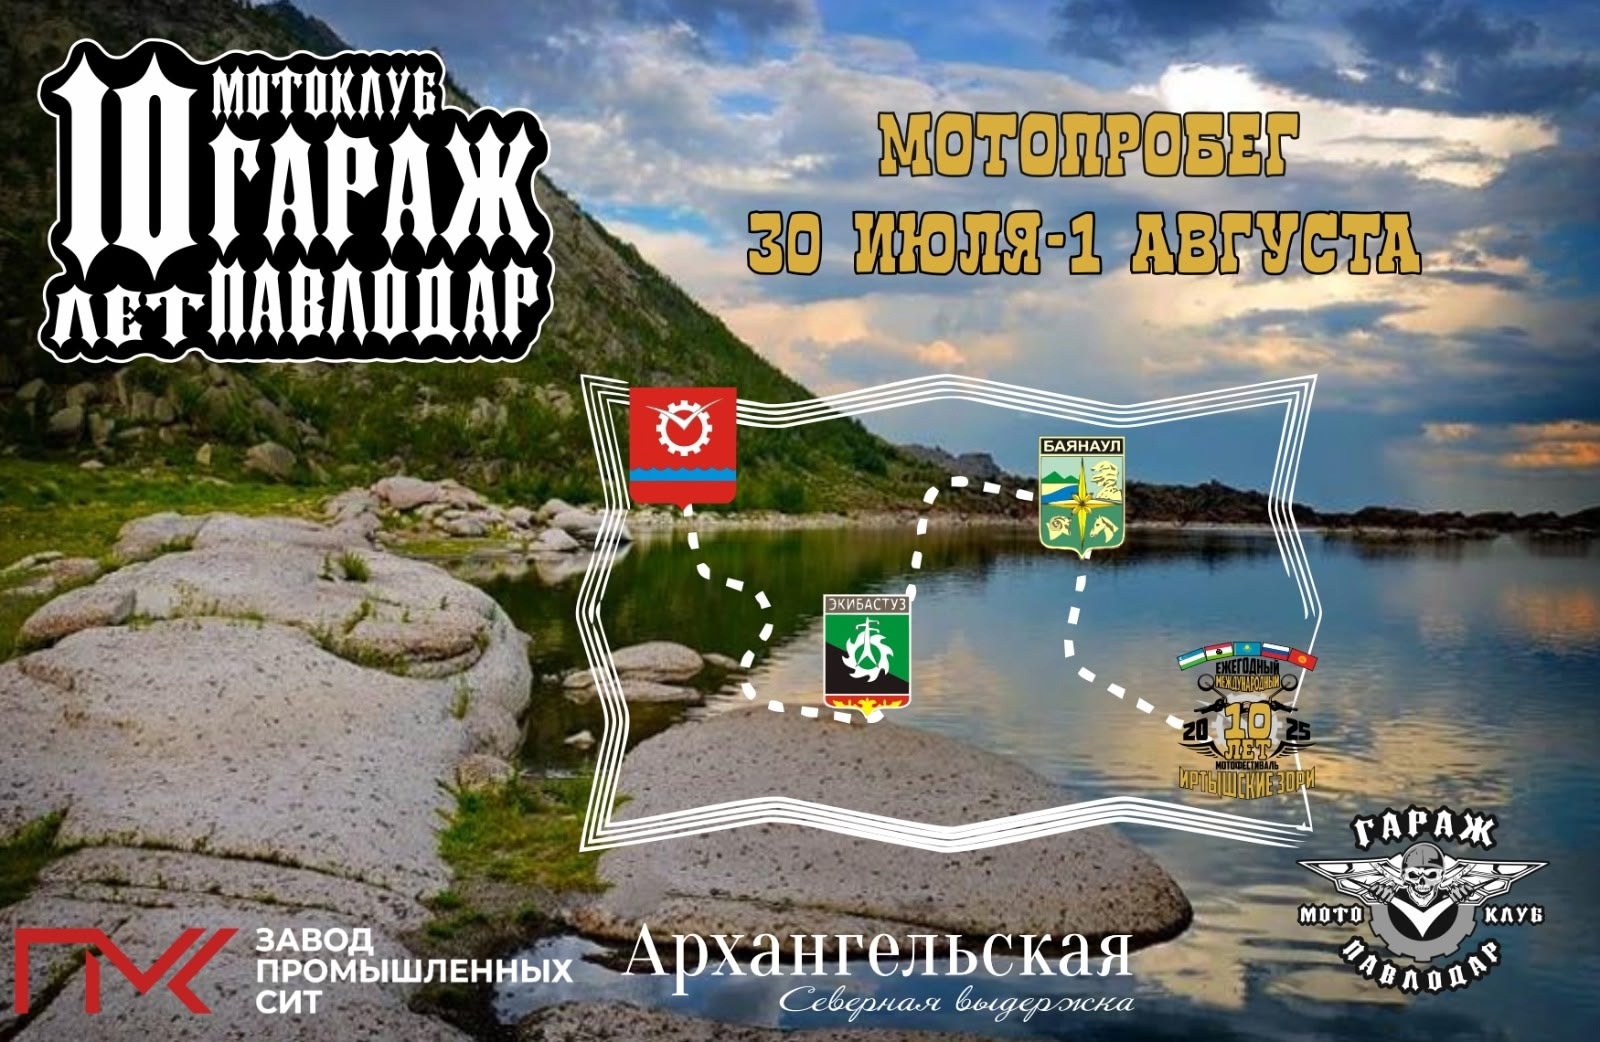 10 ЛЕТ
МОТОКЛУБ
ГАРАЖ
ПАВЛОДАР
МОТОПРОБЕГ
30 ИЮЛЯ-1 АВГУСТА
БАЯНАУЛ
ЭКИБАСТУЗ
ЕЖЕГОДНЫЙ
МЕЖДУНАРОДНЫЙ
20 10 25
ЛЕТ
МОТОФЕСТИВАЛЬ
ИРТЫШСКИЕ ЗОРИ
ГАРАЖ
МОТО КЛУБ
ПАВЛОДАР
ПМК
ЗАВОД
ПРОМЫШЛЕННЫХ
СИТ
Архангельская
Северная выдержка